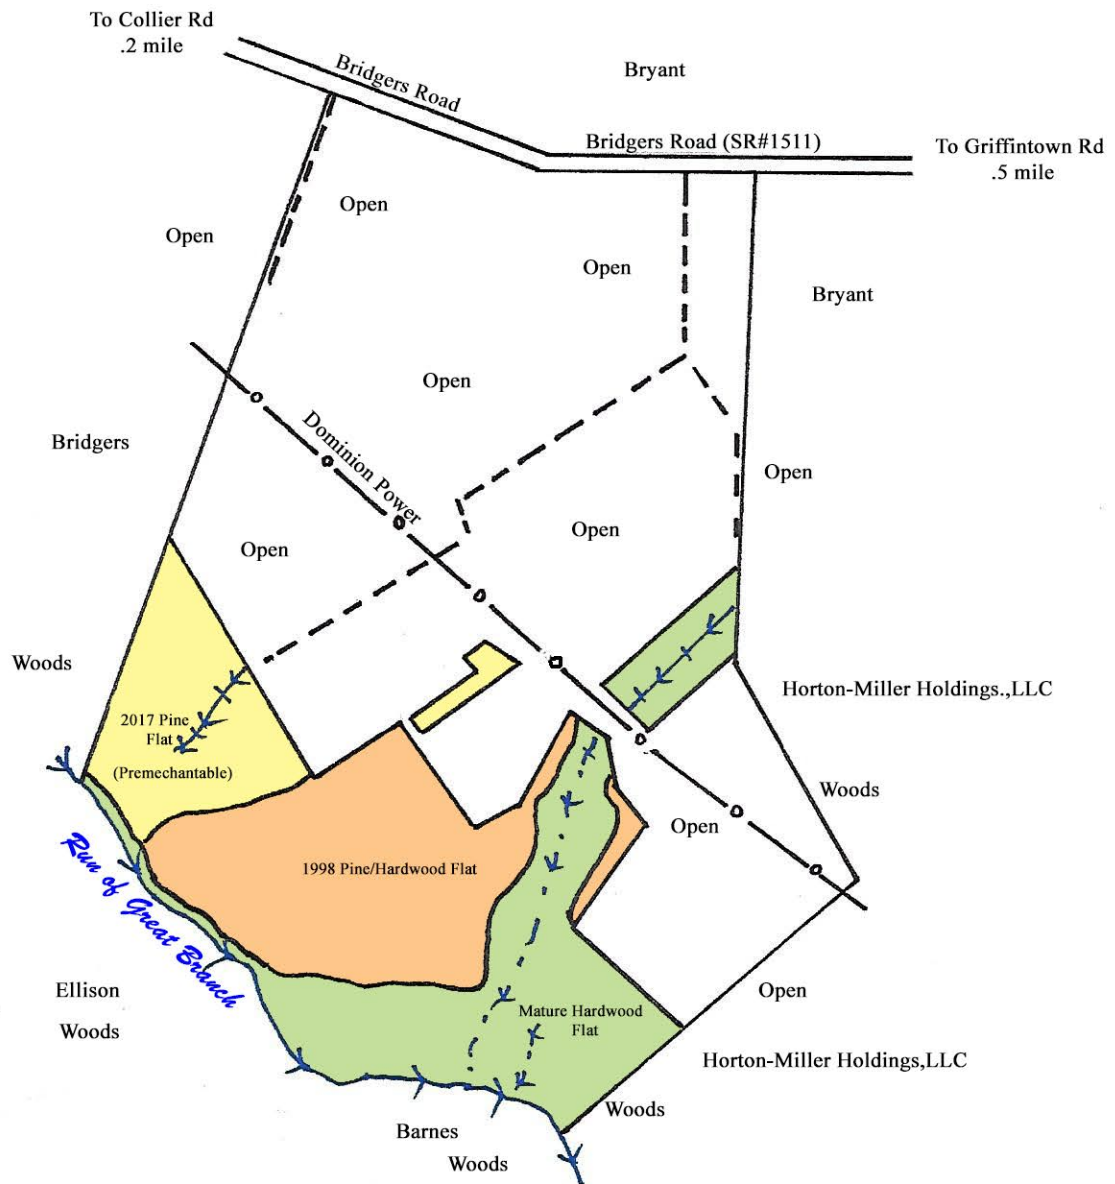 To Collier Rd
.2 mile
Bridgers Road
Bryant
Bridgers Road (SR#1511)
To Griffintown Rd
.5 mile
Open
Open
Open
Bryant
Open
Dominion Power
Bridgers
Open
Open
Open
Woods
Horton-Miller Holdings.,LLC
2017 Pine
Flat
(Premechantable)
Woods
Open
Run of Great Branch
1998 Pine/Hardwood Flat
Ellison
Woods
Open
Mature Hardwood
Flat
Horton-Miller Holdings,LLC
Woods
Barnes
Woods